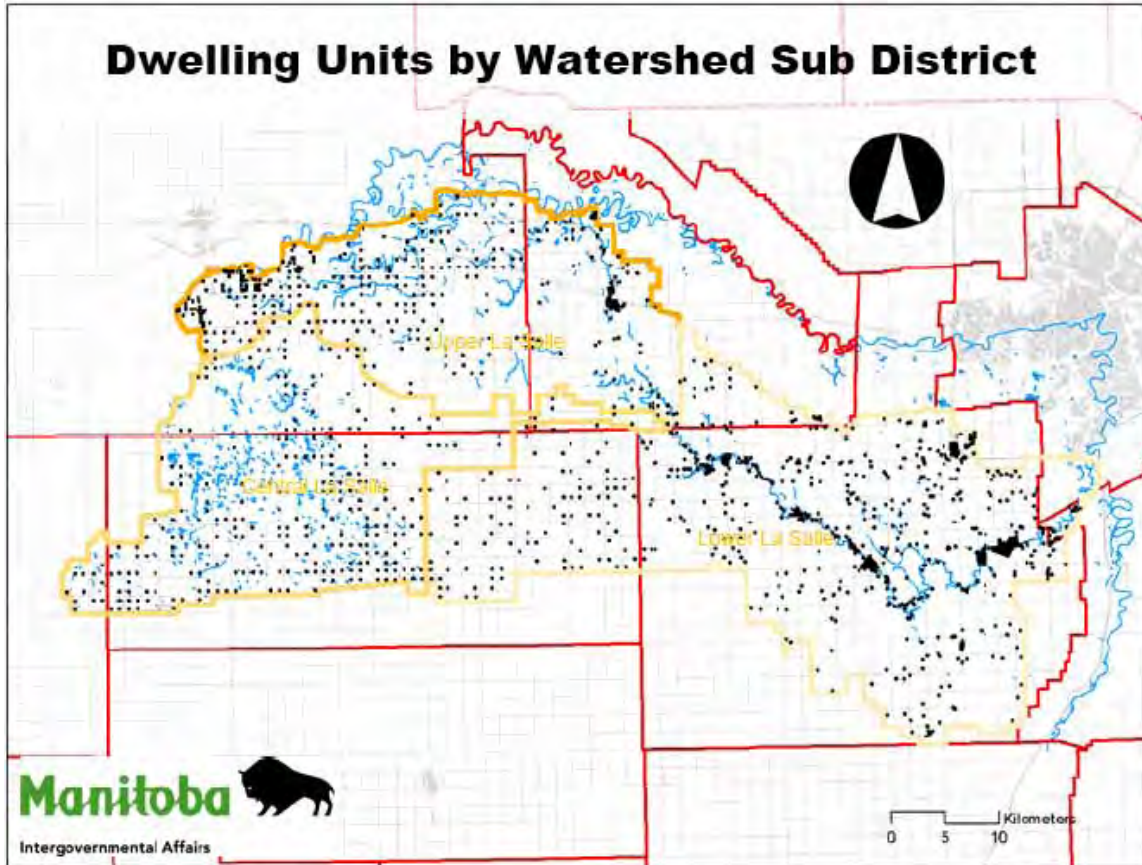 Dwelling Units by Watershed Sub District
Upper La Salle
Central La Salle
Lower La Salle
Manitoba
Intergovernmental Affairs
Kilometers
0 5 10